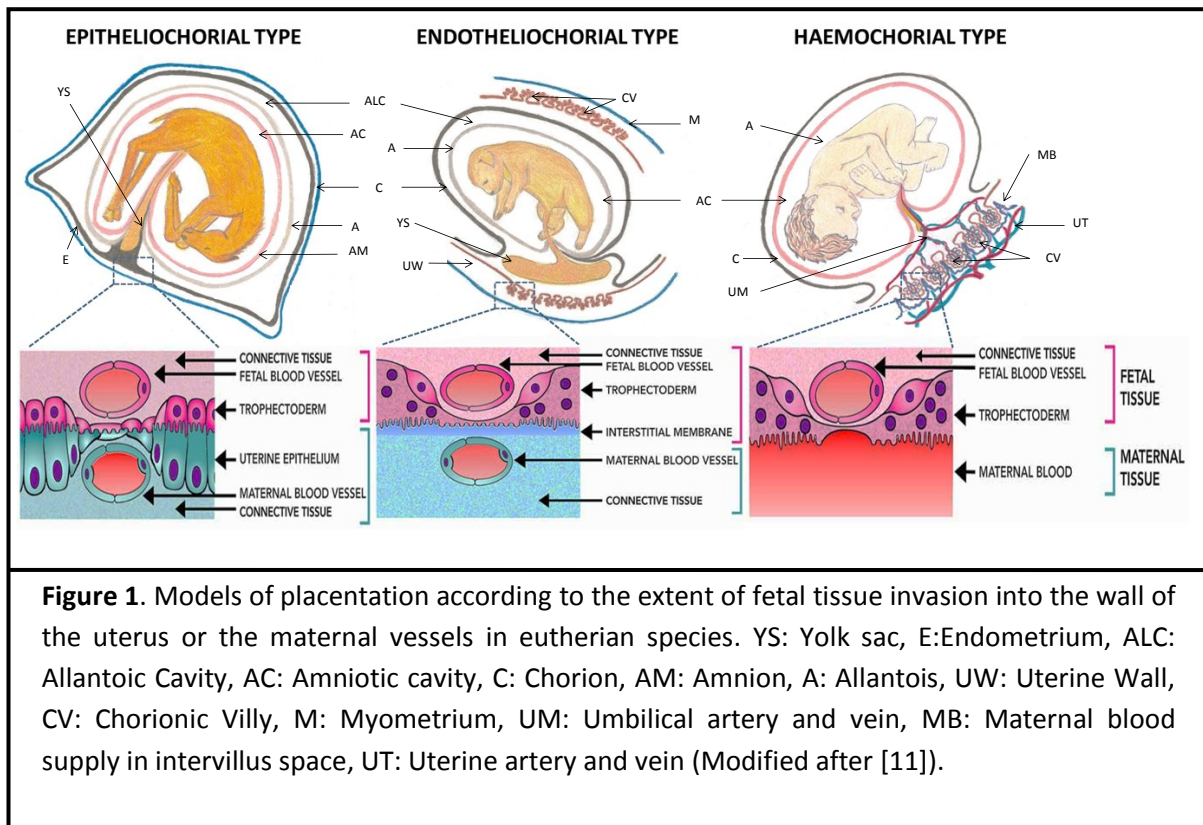 EPITHELIOCHORIAL TYPE
ENDOTHELIOCHORIAL TYPE
HAEMOCHORIAL TYPE
YS
ALC
AC
A
C
A
AM
E
CV
M
YS
UW
AC
A
MB
UT
CV
C
UM
CONNECTIVE TISSUE
FETAL BLOOD VESSEL
TROPHECTODERM
UTERINE EPITHELIUM
MATERNAL BLOOD VESSEL
CONNECTIVE TISSUE
CONNECTIVE TISSUE
FETAL BLOOD VESSEL
TROPHECTODERM
INTERSTITIAL MEMBRANE
MATERNAL BLOOD VESSEL
CONNECTIVE TISSUE
CONNECTIVE TISSUE
FETAL BLOOD VESSEL
TROPHECTODERM
MATERNAL BLOOD
FETAL
TISSUE
MATERNAL
TISSUE
Figure 1. Models of placentation according to the extent of fetal tissue invasion into the wall of
the uterus or the maternal vessels in eutherian species. YS: Yolk sac, E:Endometrium, ALC:
Allantoic Cavity, AC: Amniotic cavity, C: Chorion, AM: Amnion, A: Allantois, UW: Uterine Wall,
CV: Chorionic Villy, M: Myometrium, UM: Umbilical artery and vein, MB: Maternal blood
supply in intervillus space, UT: Uterine artery and vein (Modified after [11]).